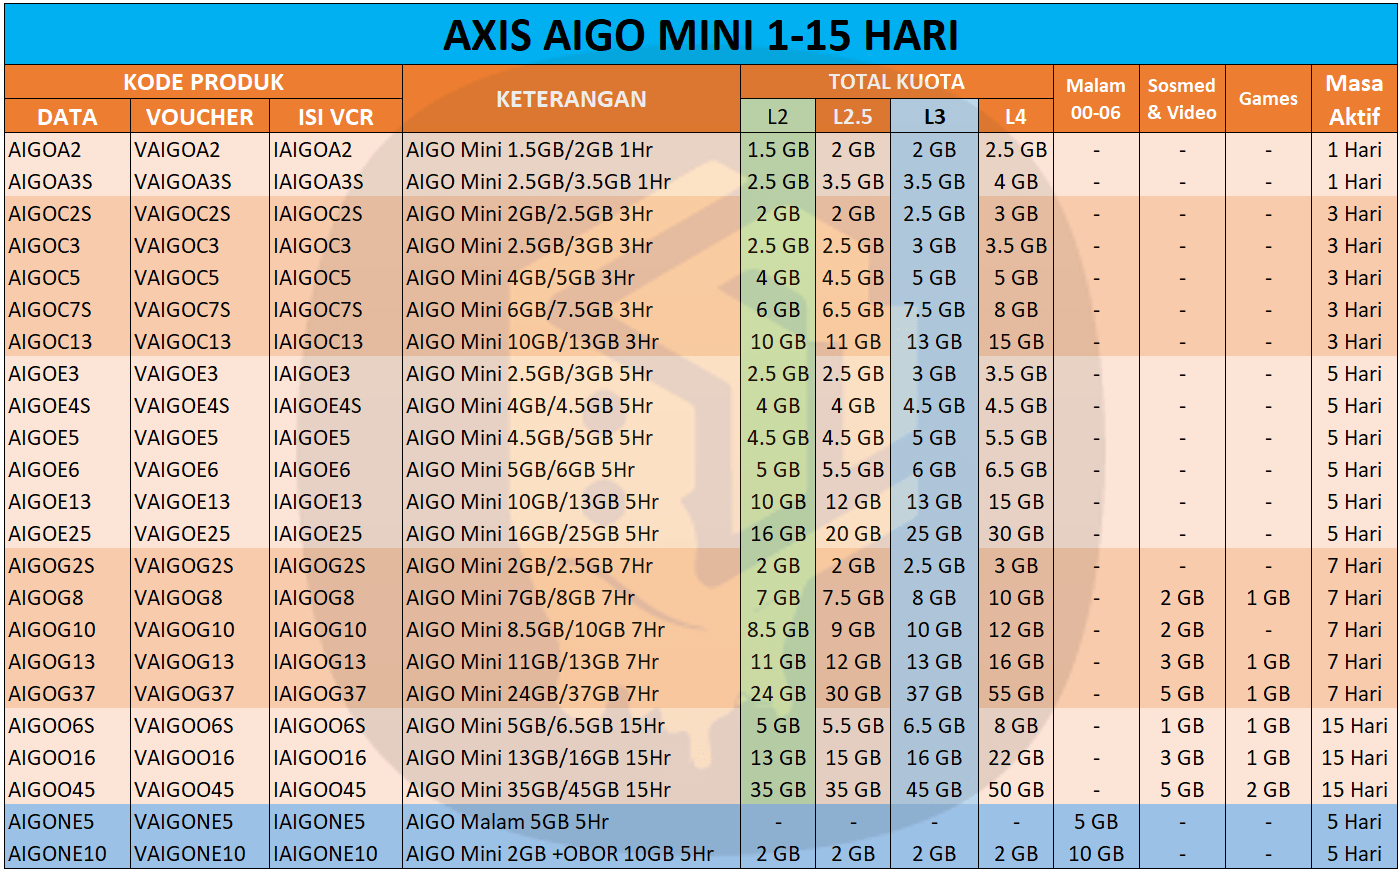 AXIS AIGO MINI 1-15 HARI
KODE PRODUK KETERANGAN TOTAL KUOTA Malam 00-06 Sosmed & Video Games Masa Aktif
DATA VOUCHER ISI VCR L2 L2.5 L3 L4
AIGOA2 VAIGOA2 IAIGOA2 AIGO Mini 1.5GB/2GB 1Hr 1.5 GB 2 GB 2 GB 2.5 GB - - - 1 Hari
AIGOA3S VAIGOA3S IAIGOA3S AIGO Mini 2.5GB/3.5GB 1Hr 2.5 GB 3.5 GB 3.5 GB 4 GB - - - 1 Hari
AIGOC2S VAIGOC2S IAIGOC2S AIGO Mini 2GB/2.5GB 3Hr 2 GB 2 GB 2.5 GB 3 GB - - - 3 Hari
AIGOC3 VAIGOC3 IAIGOC3 AIGO Mini 2.5GB/3GB 3Hr 2.5 GB 2.5 GB 3 GB 3.5 GB - - - 3 Hari
AIGOC5 VAIGOC5 IAIGOC5 AIGO Mini 4GB/5GB 3Hr 4 GB 4.5 GB 5 GB 5 GB - - - 3 Hari
AIGOC7S VAIGOC7S IAIGOC7S AIGO Mini 6GB/7.5GB 3Hr 6 GB 6.5 GB 7.5 GB 8 GB - - - 3 Hari
AIGOC13 VAIGOC13 IAIGOC13 AIGO Mini 10GB/13GB 3Hr 10 GB 11 GB 13 GB 15 GB - - - 3 Hari
AIGOE3 VAIGOE3 IAIGOE3 AIGO Mini 2.5GB/3GB 5Hr 2.5 GB 2.5 GB 3 GB 3.5 GB - - - 5 Hari
AIGOE4S VAIGOE4S IAIGOE4S AIGO Mini 4GB/4.5GB 5Hr 4 GB 4 GB 4.5 GB 4.5 GB - - - 5 Hari
AIGOE5 VAIGOE5 IAIGOE5 AIGO Mini 4.5GB/5GB 5Hr 4.5 GB 4.5 GB 5 GB 5.5 GB - - - 5 Hari
AIGOE6 VAIGOE6 IAIGOE6 AIGO Mini 5GB/6GB 5Hr 5 GB 5.5 GB 6 GB 6.5 GB - - - 5 Hari
AIGOE13 VAIGOE13 IAIGOE13 AIGO Mini 10GB/13GB 5Hr 10 GB 12 GB 13 GB 15 GB - - - 5 Hari
AIGOE25 VAIGOE25 IAIGOE25 AIGO Mini 16GB/25GB 5Hr 16 GB 20 GB 25 GB 30 GB - - - 5 Hari
AIGOG2S VAIGOG2S IAIGOG2S AIGO Mini 2GB/2.5GB 7Hr 2 GB 2 GB 2.5 GB 3 GB - - - 7 Hari
AIGOG8 VAIGOG8 IAIGOG8 AIGO Mini 7GB/8GB 7Hr 7 GB 7.5 GB 8 GB 10 GB - 2 GB 1 GB 7 Hari
AIGOG10 VAIGOG10 IAIGOG10 AIGO Mini 8.5GB/10GB 7Hr 8.5 GB 9 GB 10 GB 12 GB - 2 GB - 7 Hari
AIGOG13 VAIGOG13 IAIGOG13 AIGO Mini 11GB/13GB 7Hr 11 GB 12 GB 13 GB 16 GB - 3 GB 1 GB 7 Hari
AIGOG37 VAIGOG37 IAIGOG37 AIGO Mini 24GB/37GB 7Hr 24 GB 30 GB 37 GB 55 GB - 5 GB 1 GB 7 Hari
AIGOO6S VAIGOO6S IAIGOO6S AIGO Mini 5GB/6.5GB 15Hr 5 GB 5.5 GB 6.5 GB 8 GB - 1 GB 1 GB 15 Hari
AIGOO16 VAIGOO16 IAIGOO16 AIGO Mini 13GB/16GB 15Hr 13 GB 15 GB 16 GB 22 GB - 3 GB 1 GB 15 Hari
AIGOO45 VAIGOO45 IAIGOO45 AIGO Mini 35GB/45GB 15Hr 35 GB 35 GB 45 GB 50 GB - 5 GB 2 GB 15 Hari
AIGONE5 VAIGONE5 IAIGONE5 AIGO Malam 5GB 5Hr - - - - 5 GB - - 5 Hari
AIGONE10 VAIGONE10 IAIGONE10 AIGO Mini 2GB +OBOR 10GB 5Hr 2 GB 2 GB 2 GB 2 GB 10 GB - - 5 Hari